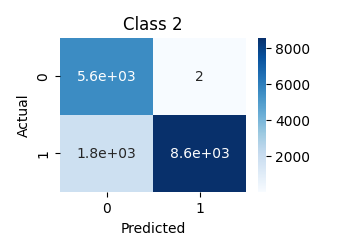 Class 2
Actual
0
1
5.6e+03
2
1.8e+03
8.6e+03
0
1
Predicted
8000
6000
4000
2000